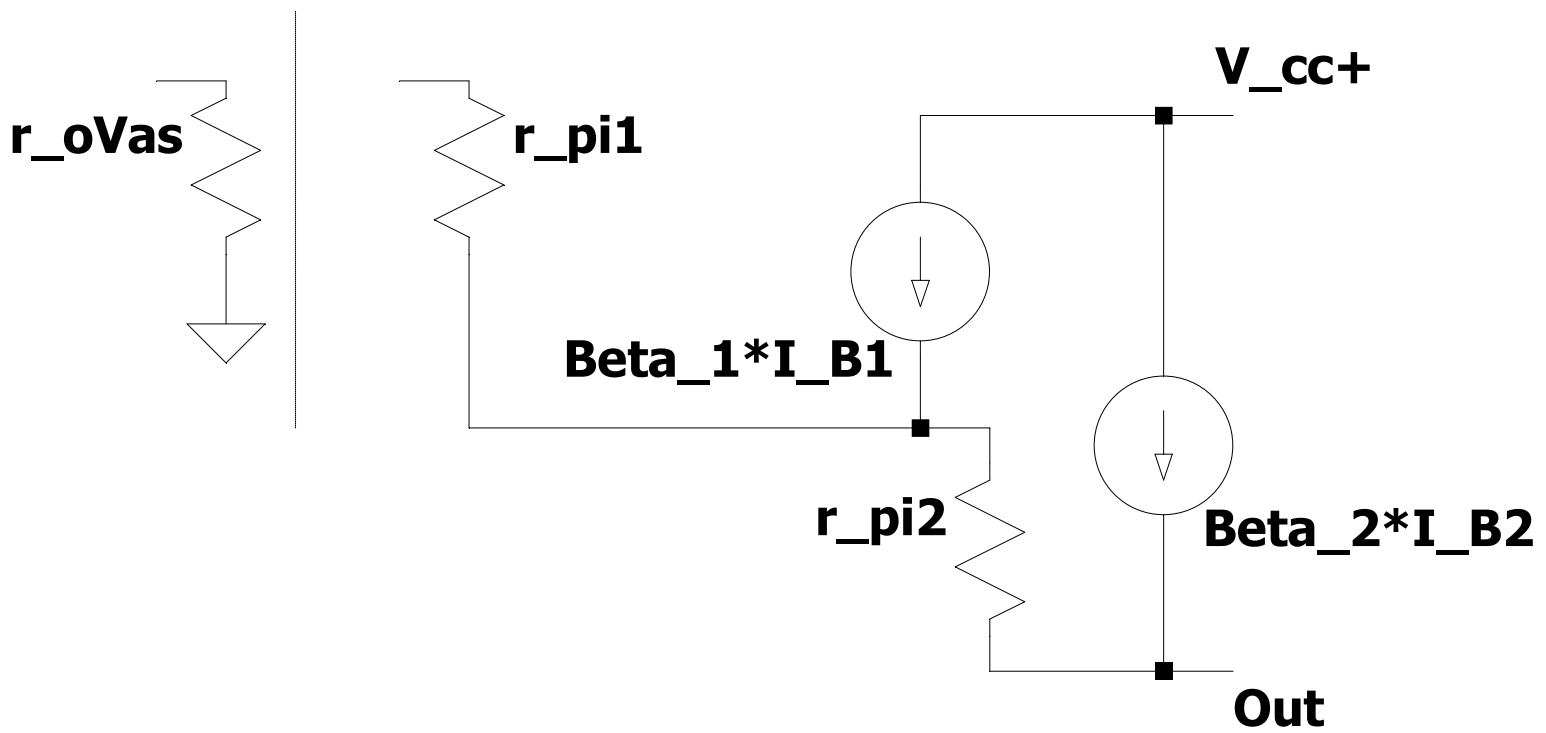 V_cc+
r_oVas
r_pi1
Beta_1*I_B1
r_pi2
Beta_2*I_B2
Out